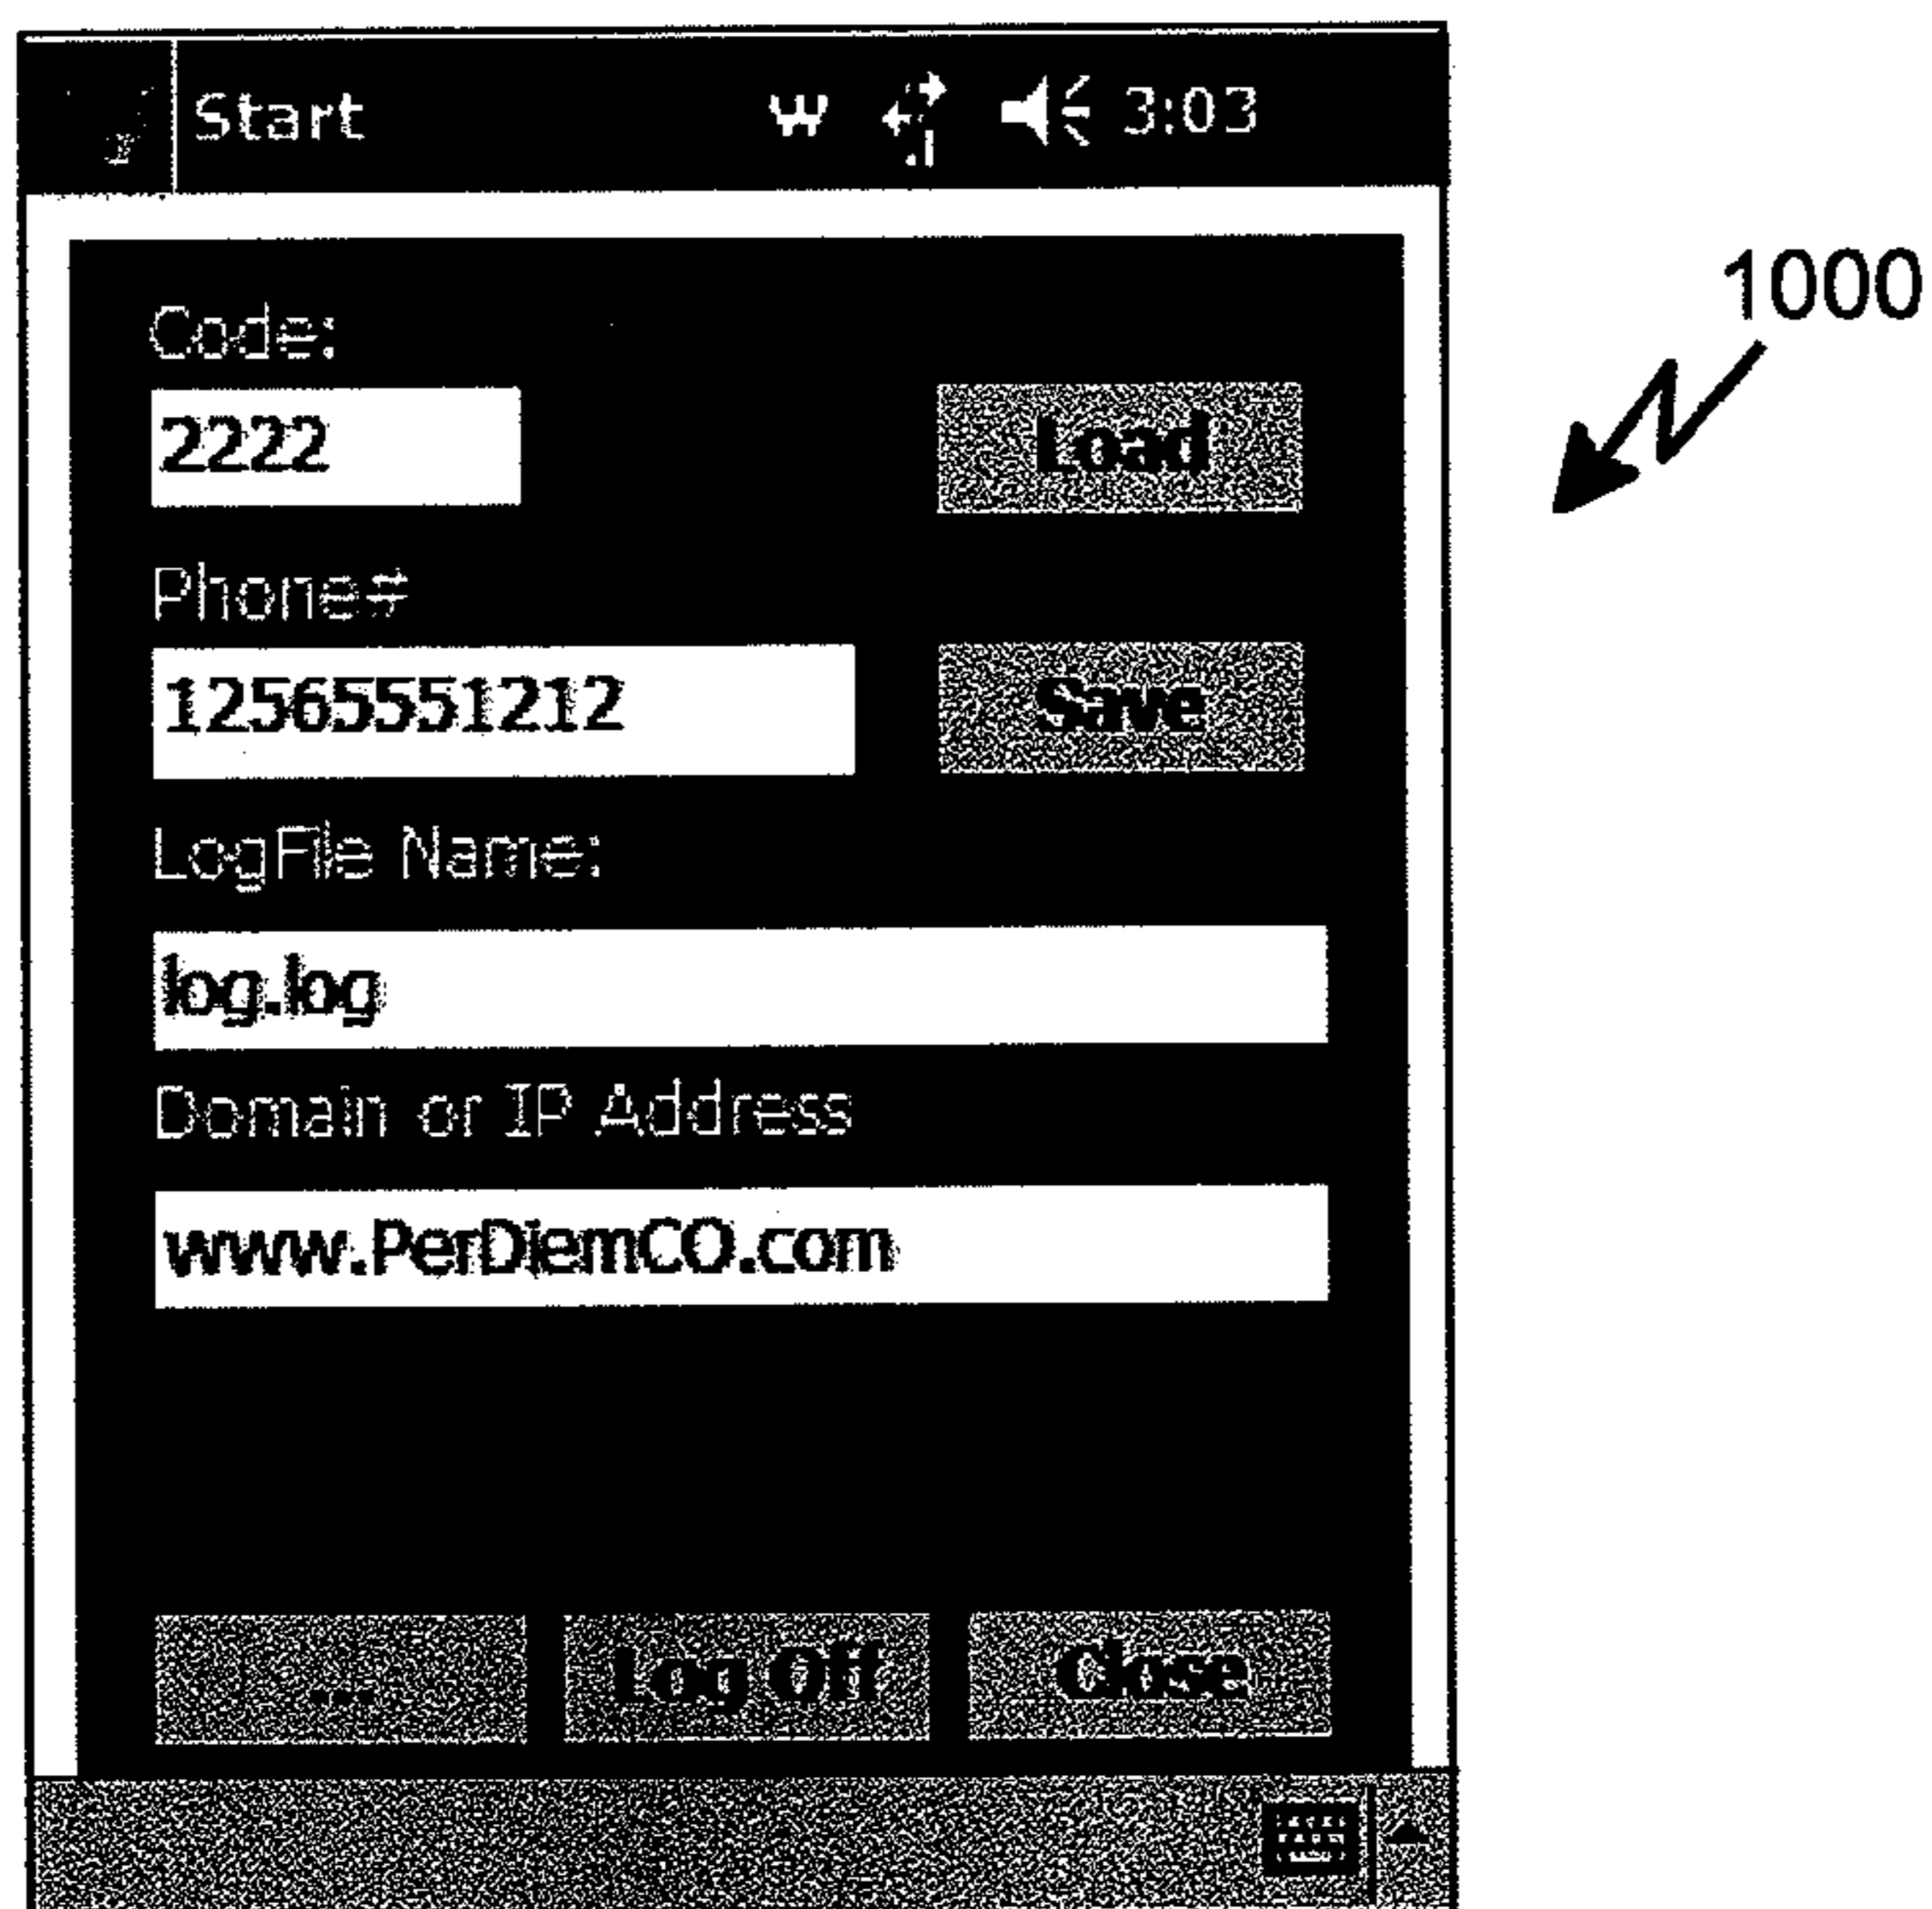 Start 3:03
1000
Code:
2222
Load
Phone#
12565551212
Save
LogFile Name:
log.log
Domain or IP Address
www.PerDiemCO.com
... Log Off Close